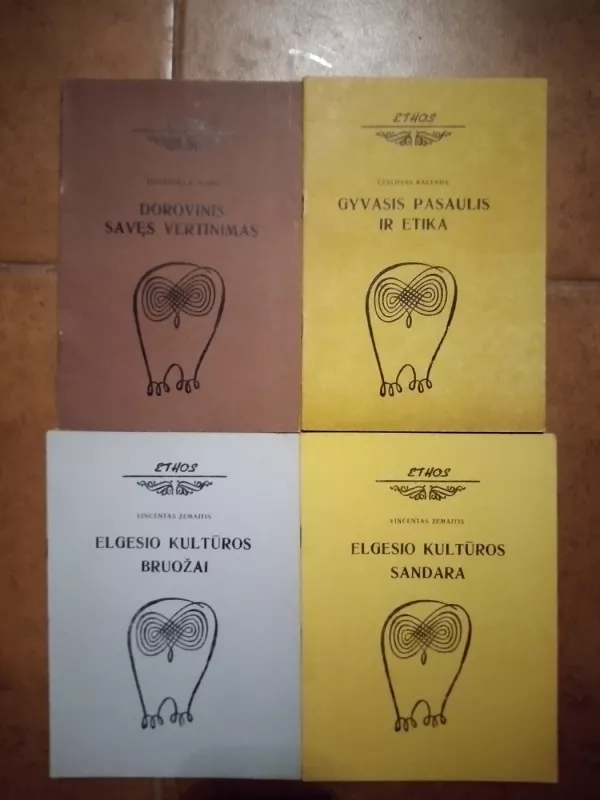 DOROVINIS
SAVĘS VERTINIMAS
ETHOS
ČESLOVAS KALENDA
GYVASIS PASAULIS
IR ETIKA
ETHOS
VINCENTAS ŽEMAITIS
ELGESIO KULTŪROS
BRUOŽAI
ETHOS
VINCENTAS ŽEMAITIS
ELGESIO KULTŪROS
SANDARA